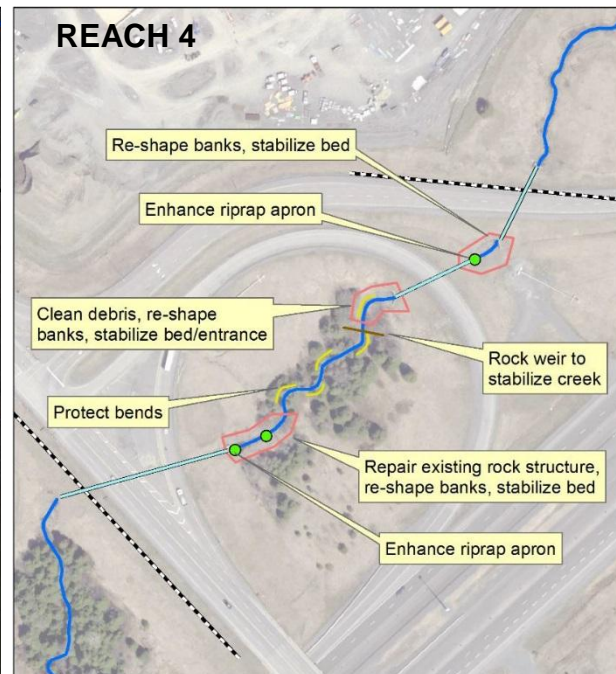 REACH 4
Re-shape banks, stabilize bed
Enhance riprap apron
Clean debris, re-shape
banks, stabilize bed/entrance
Rock weir to
stabilize creek
Protect bends
Repair existing rock structure,
re-shape banks, stabilize bed
Enhance riprap apron